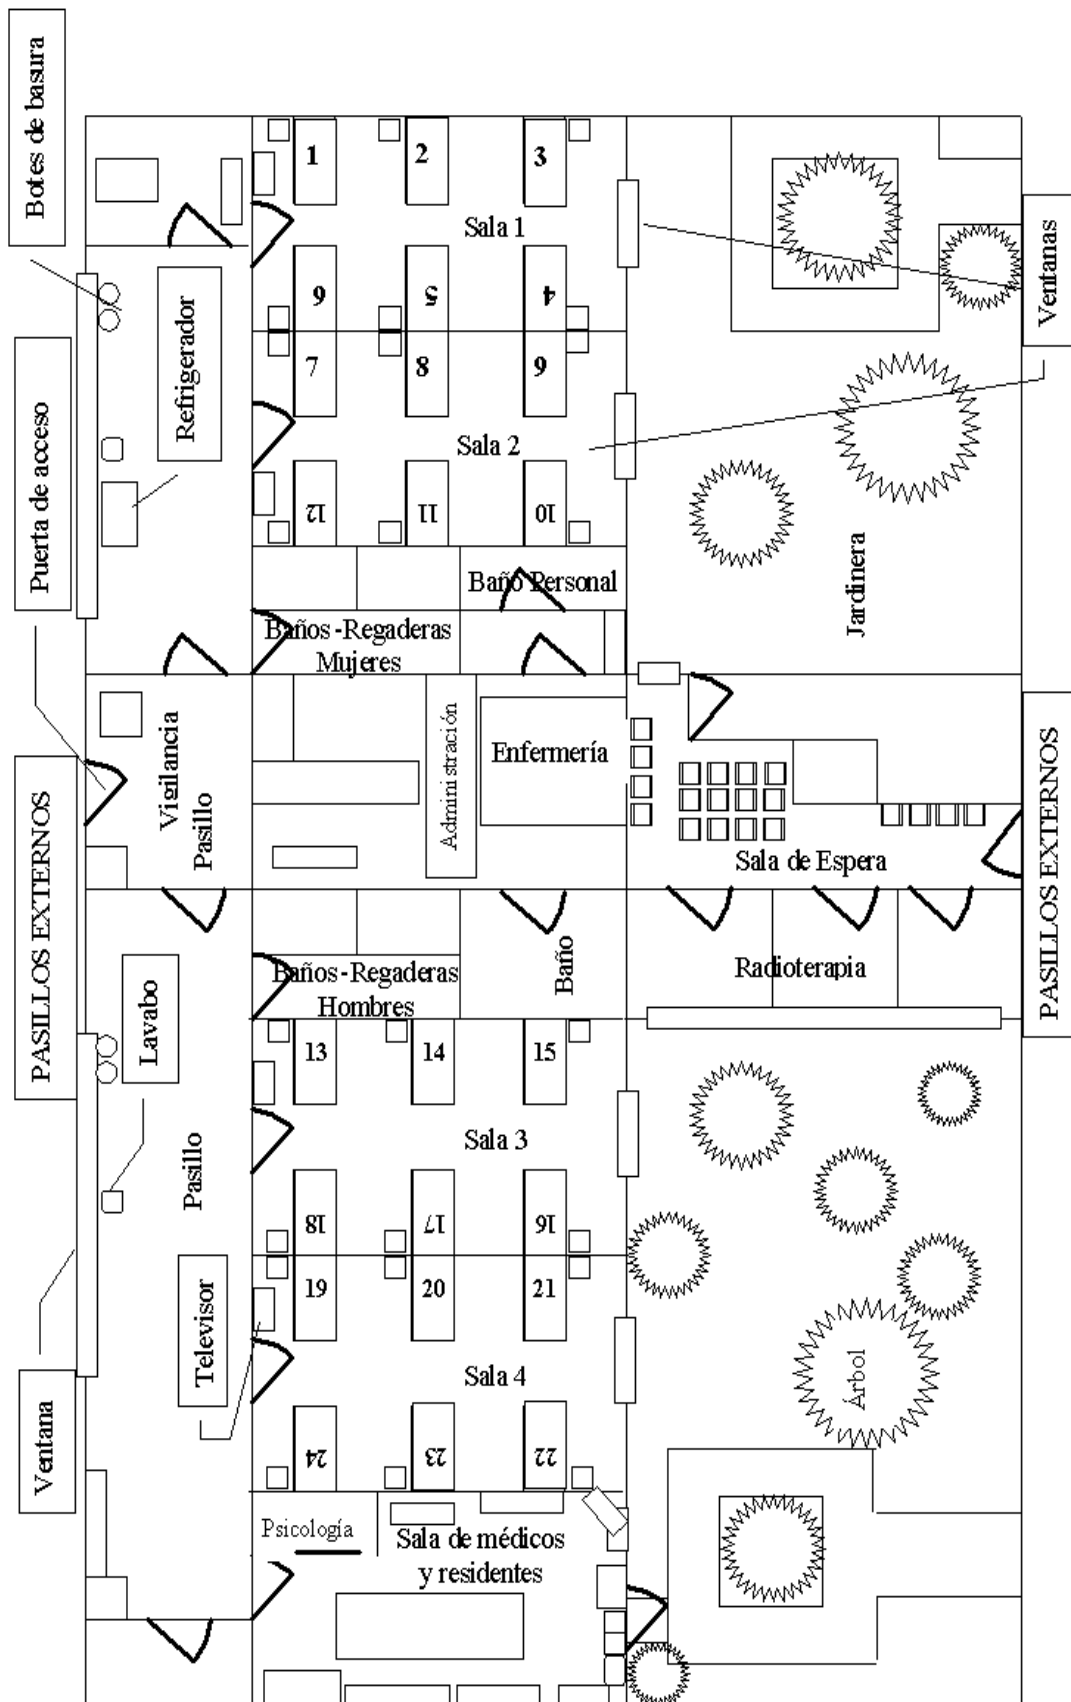 Botes de basura
Puerta de acceso
Refrigerador
1
2
3
Sala 1
6
5
4
7
8
9
Sala 2
12
11
10
Ventanas
Jardinera
Baño Personal
Baños -Regaderas
Mujeres
PASILLOS EXTERNOS
Vigilancia
Pasillo
Administración
Enfermería
Sala de Espera
PASILLOS EXTERNOS
Lavabo
Baños -Regaderas
Hombres
Baño
Radioterapia
13
14
15
Pasillo
Sala 3
18
17
16
Televisor
19
20
21
Sala 4
Árbol
Ventana
24
23
22
Psicología
Sala de médicos
y residentes